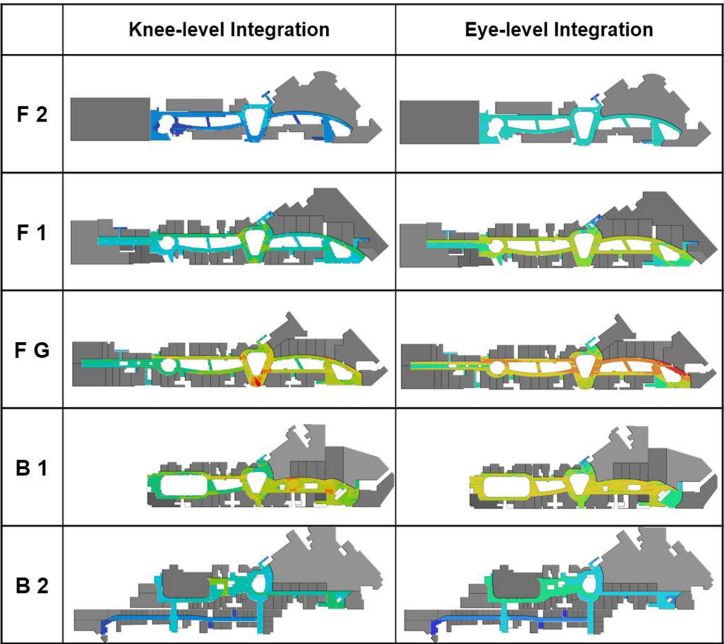 Knee-level Integration
Eye-level Integration
F 2
F 1
F G
B 1
B 2